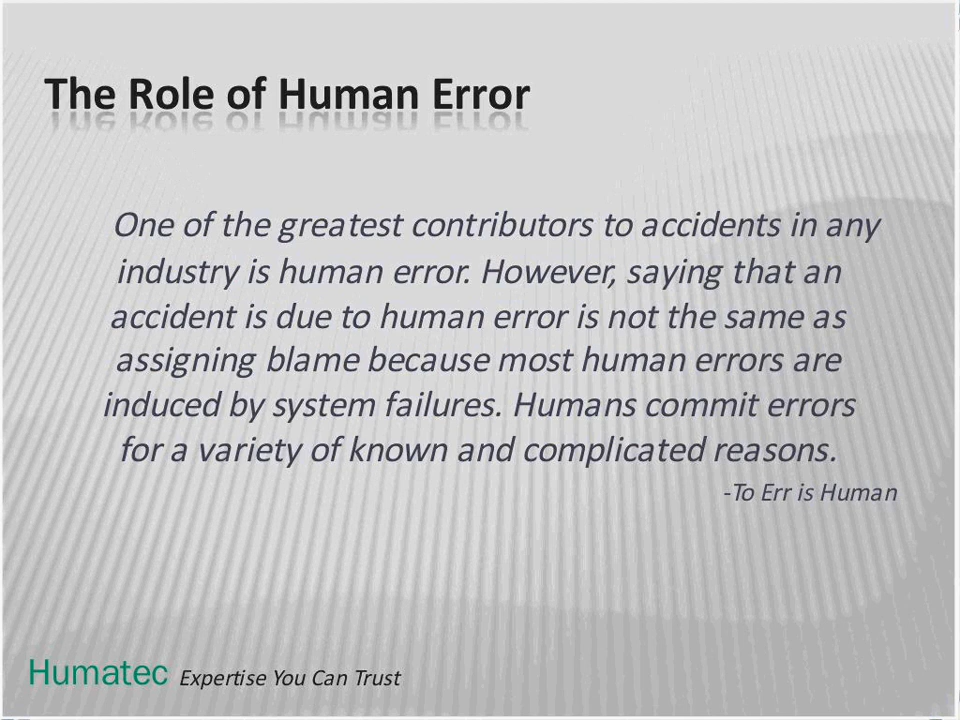 The Role of Human Error
One of the greatest contributors to accidents in any
industry is human error. However, saying that an
accident is due to human error is not the same as
assigning blame because most human errors are
induced by system failures. Humans commit errors
for a variety of known and complicated reasons.
-To Err is Human
Humatec Expertise You Can Trust